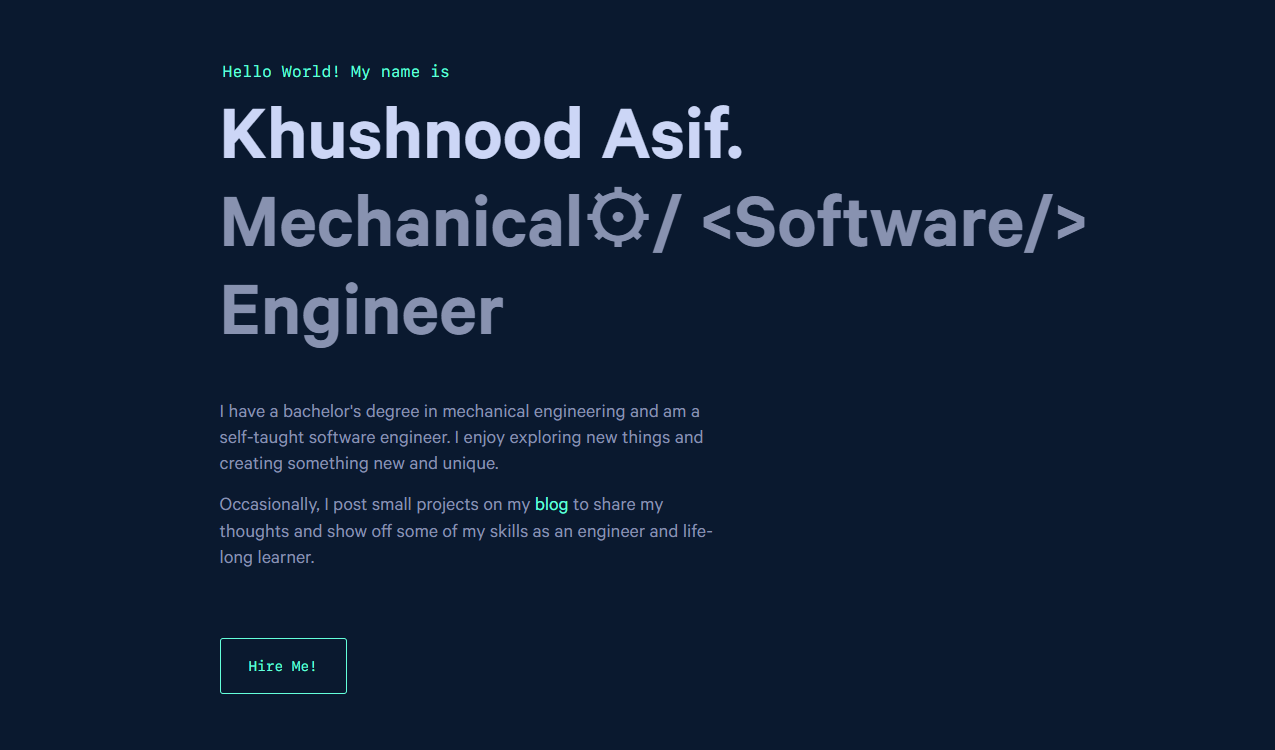 Hello World! My name is
Khushnood Asif.
Mechanical⚙/ <Software/>
Engineer
I have a bachelor's degree in mechanical engineering and am a
self-taught software engineer. I enjoy exploring new things and
creating something new and unique.
Occasionally, I post small projects on my blog to share my
thoughts and show off some of my skills as an engineer and life-
long learner.
Hire Me!